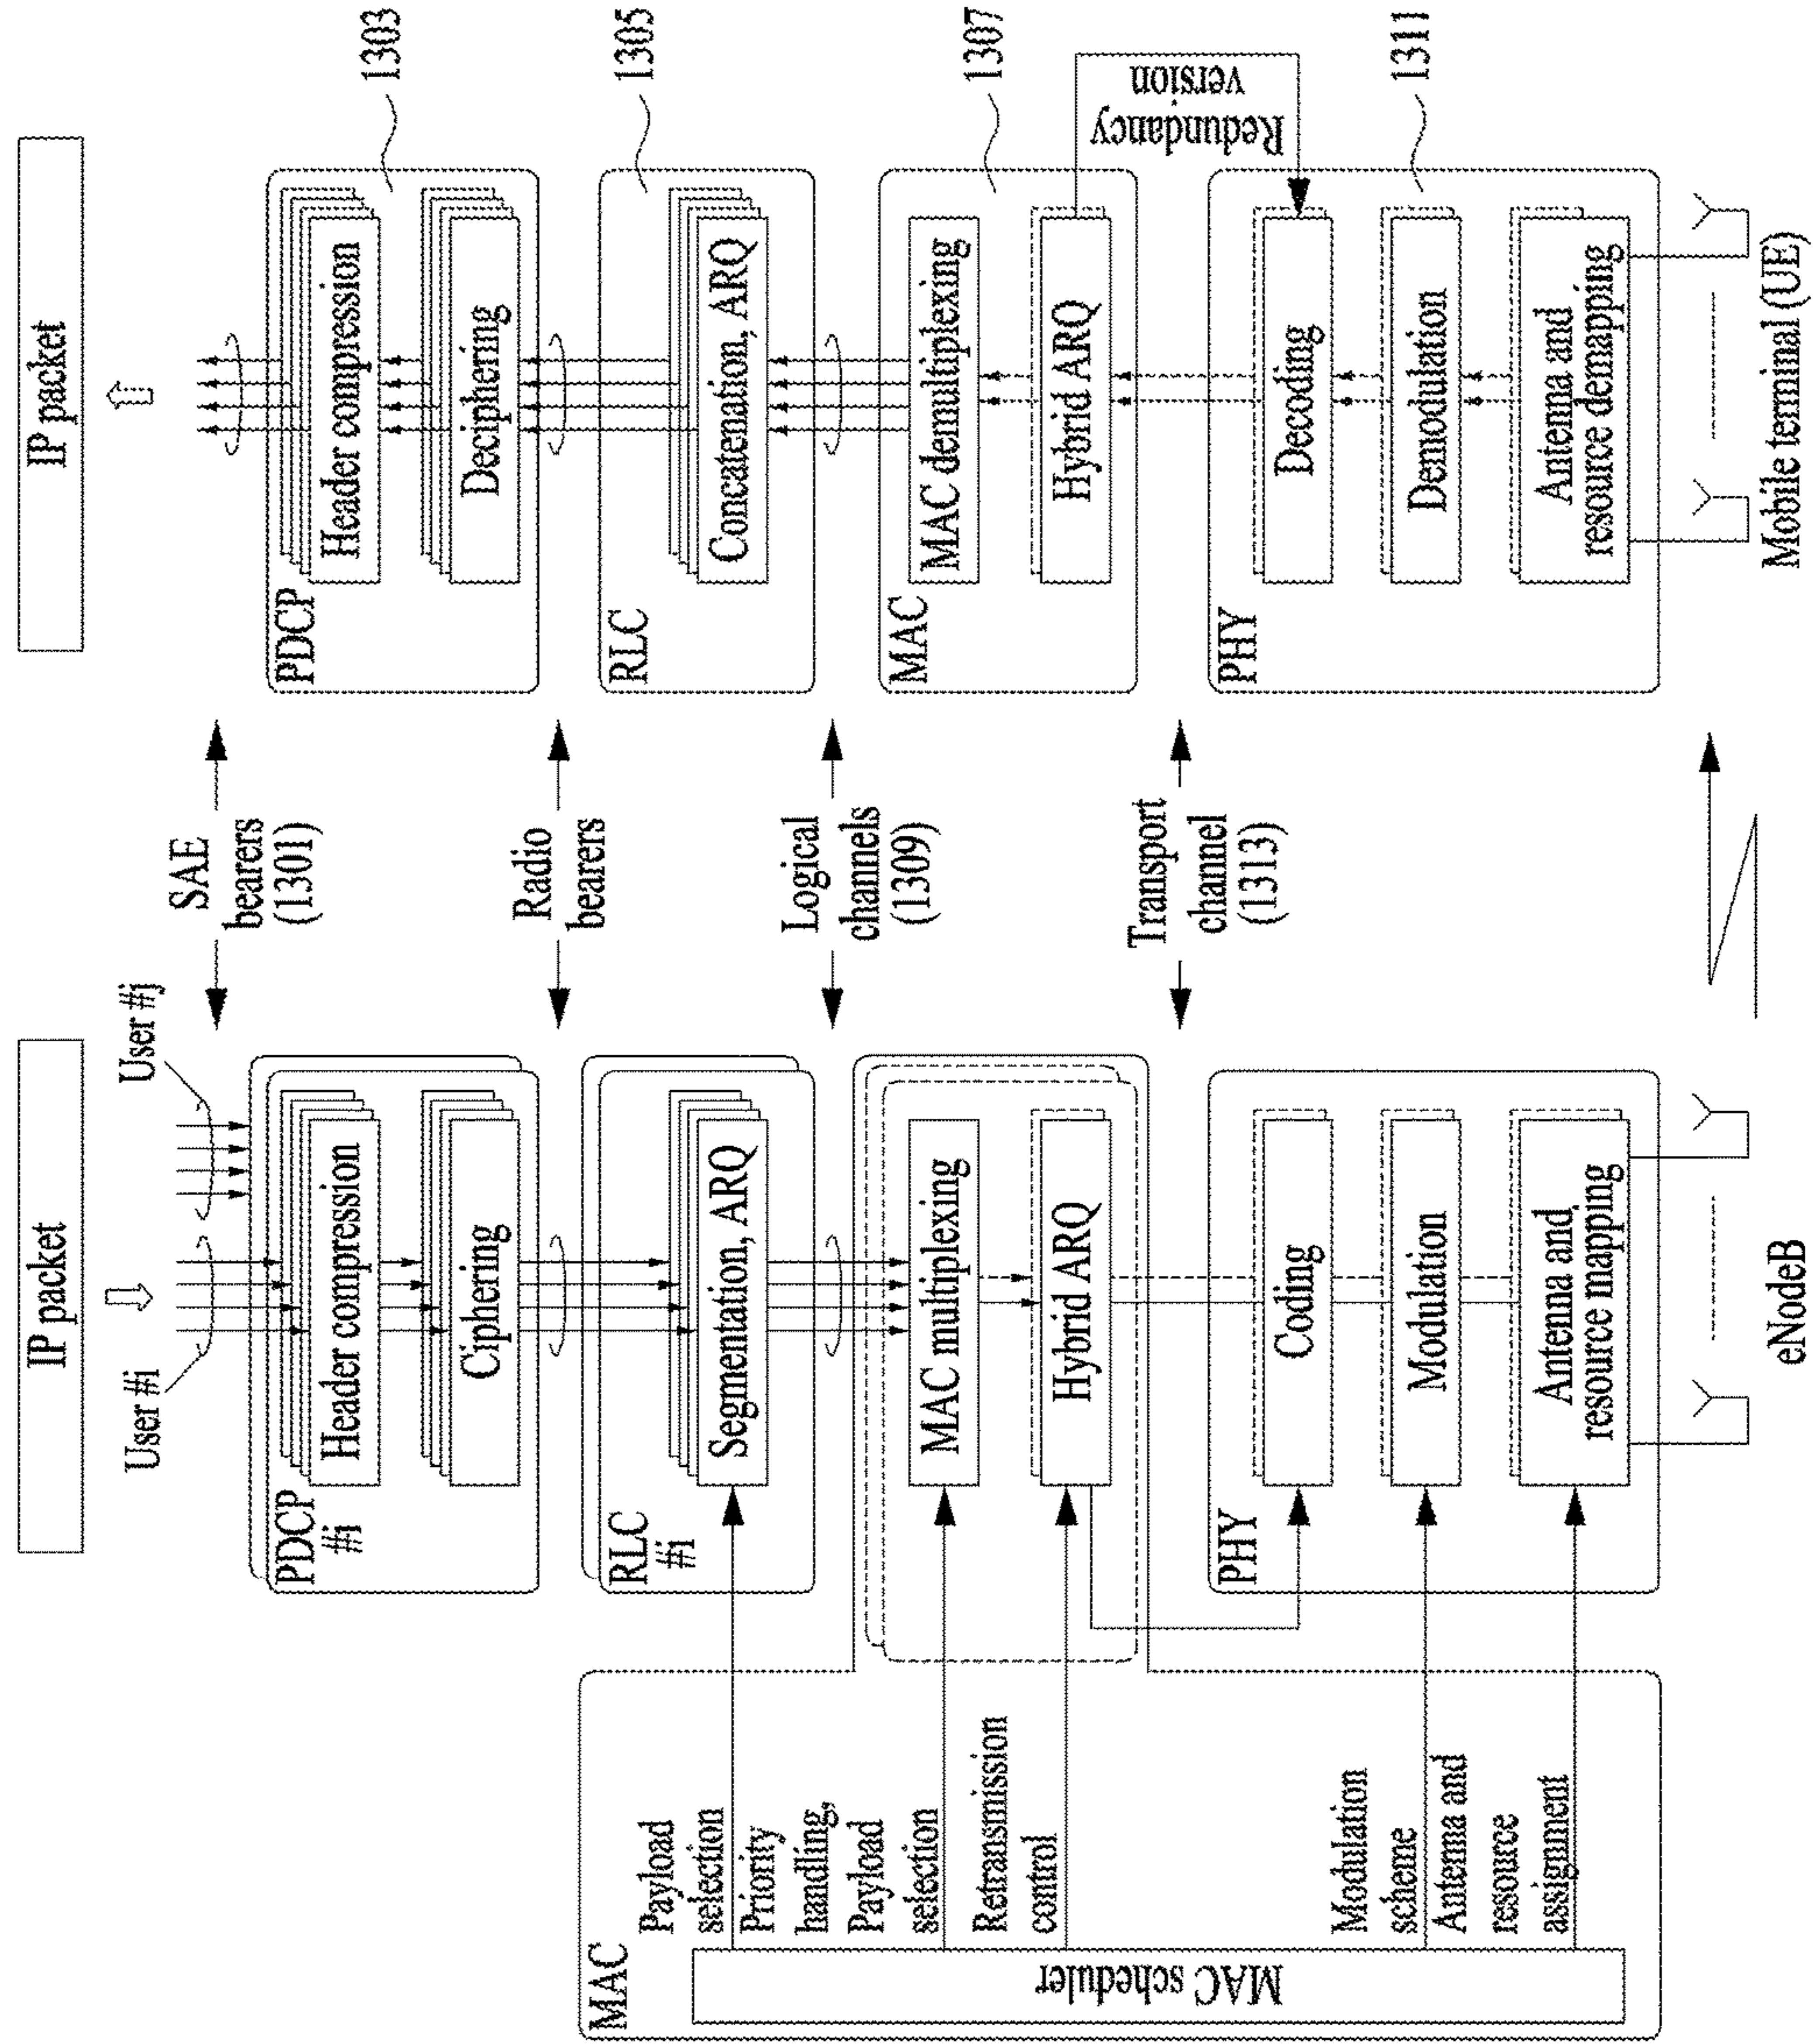 IP packet
IP packet
User #i
User #j
SAE
bearers
(1301)
PDCP
#i
Header compression
Ciphering
PDCP
Header compression
Deciphering
1303
Radio
bearers
RLC
#i
Segmentation, ARQ
RLC
Concatenation, ARQ
1305
Logical
channels
(1309)
MAC
MAC scheduler
Payload
selection
Priority
handling,
Payload
selection
Retransmission
control
Modulation
scheme
Antenna and
resource
assignment
MAC multiplexing
Hybrid ARQ
MAC
MAC demultiplexing
Hybrid ARQ
1307
Redundancy
version
Transport
channel
(1313)
PHY
Coding
Modulation
Antenna and
resource mapping
PHY
Decoding
Demodulation
Antenna and
resource demapping
1311
eNodeB
Mobile terminal (UE)